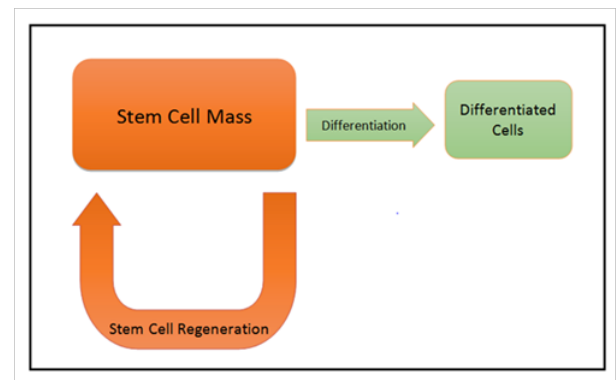 Stem Cell Mass
Differentiation
Differentiated
Cells
Stem Cell Regeneration